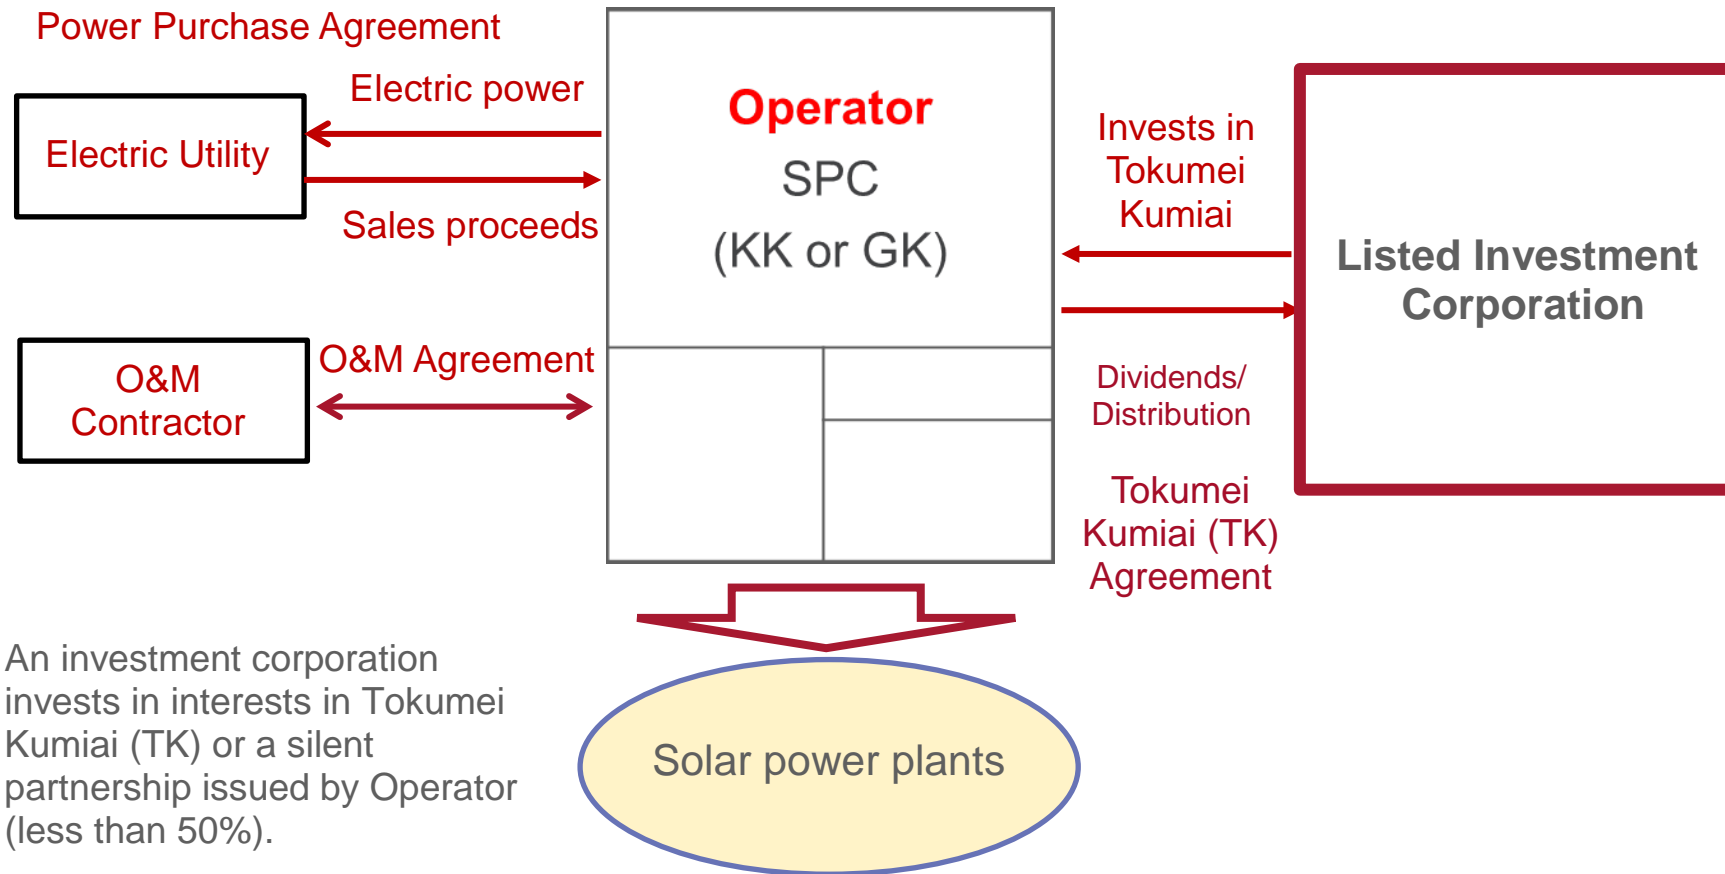 Power Purchase Agreement
Electric power
Electric Utility
Sales proceeds
O&M Agreement
O&M
Contractor
Operator
SPC
(KK or GK)
Invests in
Tokumei
Kumiai
Dividends/
Distribution
Tokumei
Kumiai (TK)
Agreement
Listed Investment
Corporation
An investment corporation
invests in interests in Tokumei
Kumiai (TK) or a silent
partnership issued by Operator
(less than 50%).
Solar power plants